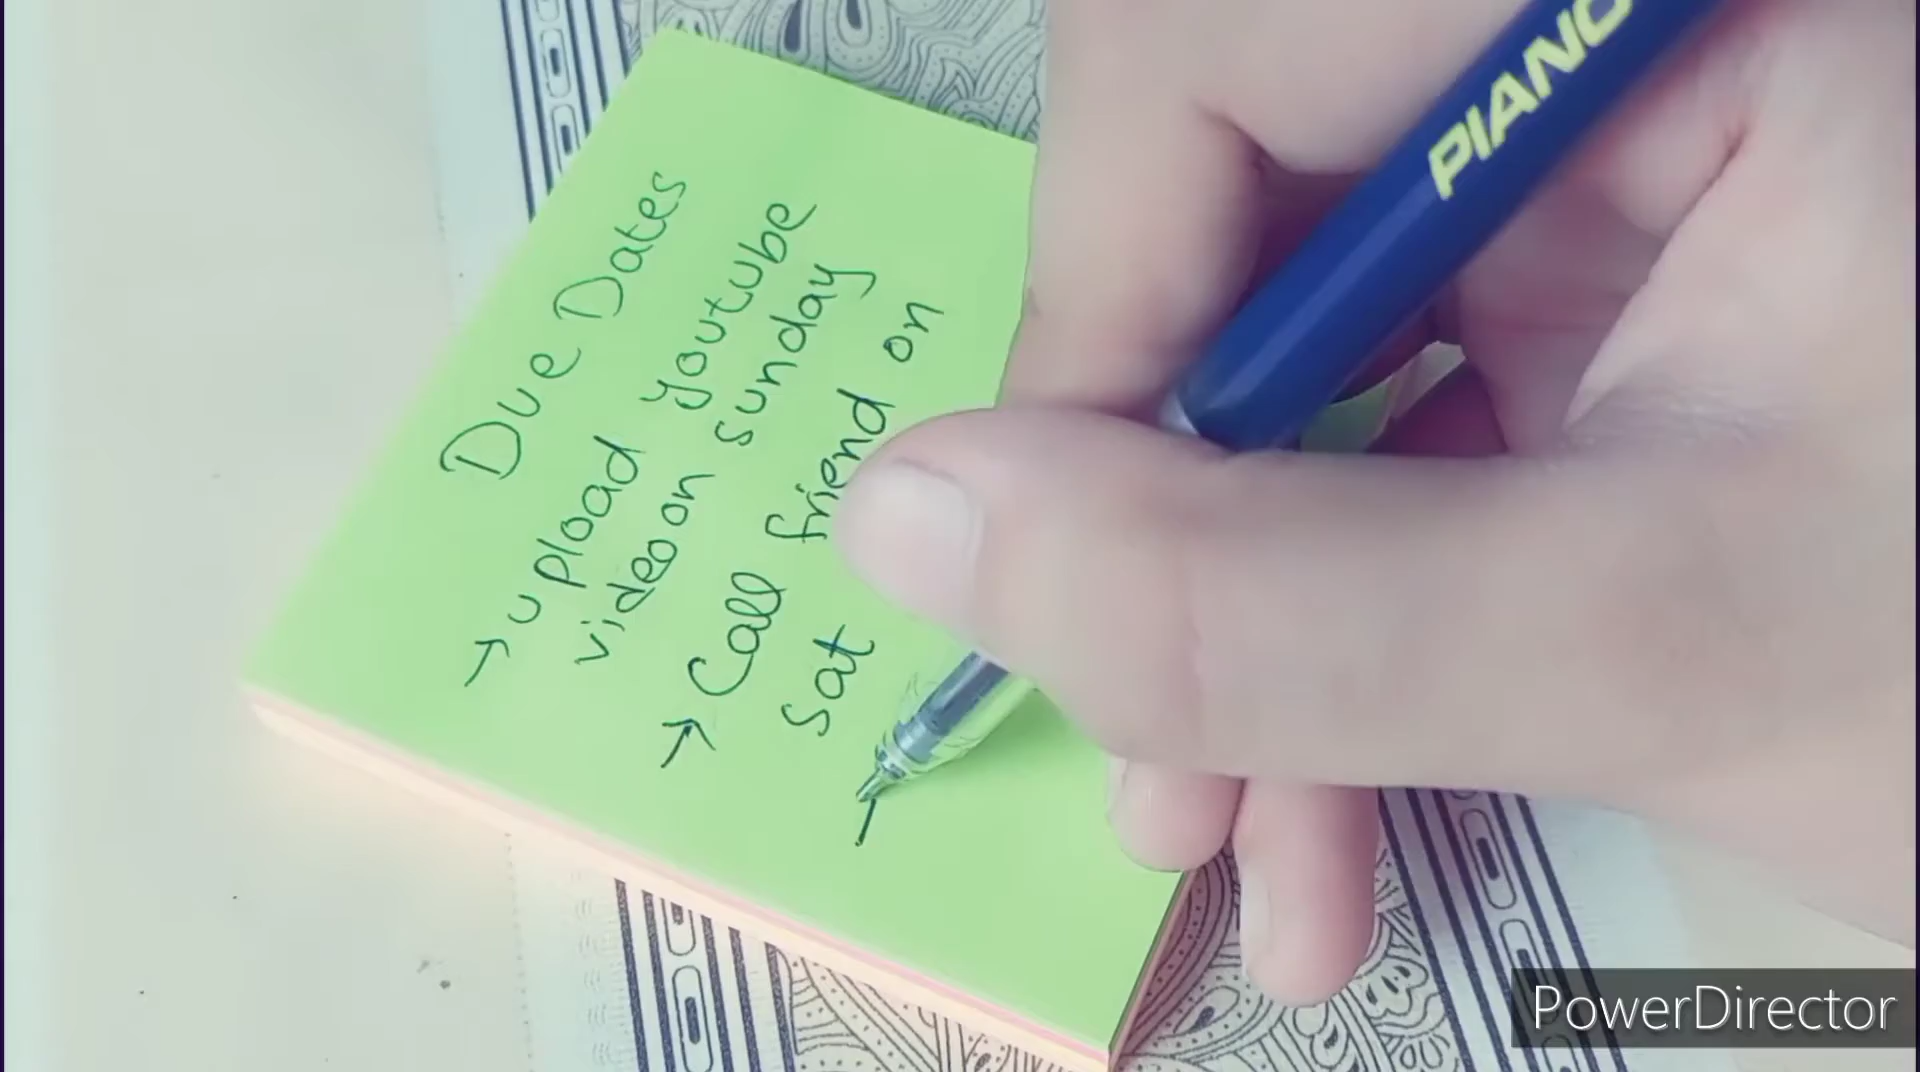 Due Dates
→ upload youtube
video on sunday
→ Call friend on
Sat
PIANO
PowerDirector